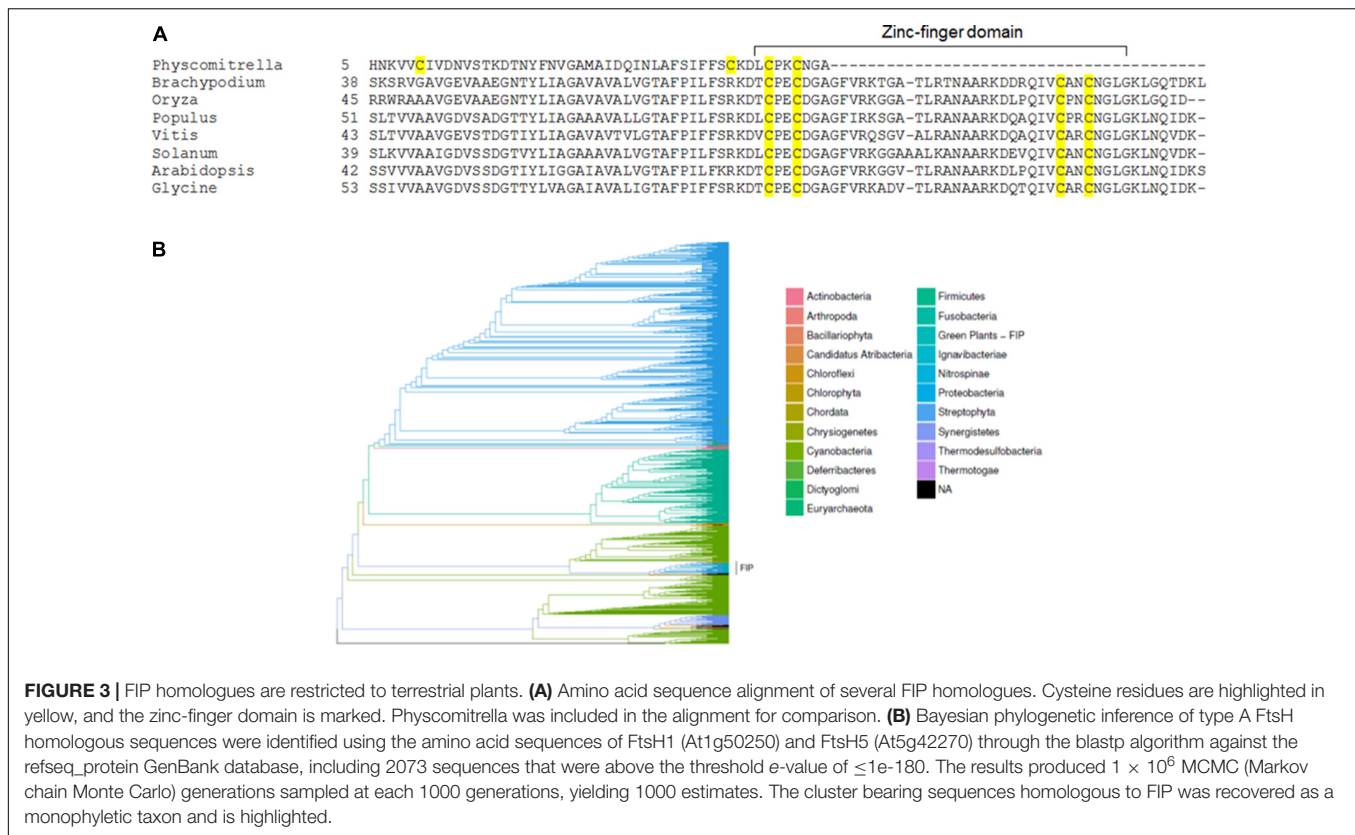 A
Zinc-finger domain
Physcomitrella 5 HNKVVCIVDNVSTKDTNYFNVGAMAIDQINLAFSIFFSCKDLCPKCNGA----------------------------------------
Brachypodium 38 SKSRVGAVGEVAAEGNTYLIAGAVAVALVGTAFPILFSRKDTCPECDGAGFVRKTGA-TLRTNAARKDDRQIVCANCNGLGKLGQTDKL
Oryza 45 RRWRAAAVGEVAAEGNTYLIAGAVAVALVGTAFPILFSRKDTCPECDGAGFVRKGGA-TLRTNAARKDLPQIVCPNCNGLGKLGQID--
Populus 51 SLTVVAAVGDVSADGTIYLIAGAAAVALLGTAFPILFSRKDLCPECDGAGFIRKSGA-TLRANAARKDQAQIVCPRCNGLGKLNQIDK-
Vitis 43 SLTVVAAVGDVSSDGTIYLIAGAVAVTVLGTAFPILFSRKDVCPECDGAGFVRQSGV-ALRANAARKDQAQIVCARCNGLGKLNQVDK-
Solanum 39 SLKVVAAIGDVSSDGTVYLIAGAAAVALVGTAFPILFSRKDLCPECDGAGFVRKGGAAALKANAARKDEVQIVCANCNGLGKLNQVDK-
Arabidopsis 42 SSVVVAAVGDVSSDGTIYLIGGAIAVALVGTAFPILFKRKDTCPECDGAGFVRKGGV-TLRANAARKDLPQIVCANCNGLGKLNQIDKS
Glycine 53 SSIVVAAVGDVSSDGTTYLVAGAIAVALIGTAFPIFFSRKDTCPECDGAGFVRKADV-TLRANAARKDQTQIVCARCNGLGKLNQIDK-
B
Actinobacteria
Arthropoda
Bacillariophyta
Candidatus Atribacteria
Chloroflexi
Chlorophyta
Chordata
Chrysiogenetes
Cyanobacteria
Deferribacteres
Dictyoglomi
Euryarchaeota
Firmicutes
Fusobacteria
Green Plants – FIP
Ignavibacteriae
Nitrospinae
Proteobacteria
Streptophyta
Synergistetes
Thermodesulfobacteria
Thermotogae
NA
FIP
FIGURE 3 | FIP homologues are restricted to terrestrial plants. (A) Amino acid sequence alignment of several FIP homologues. Cysteine residues are highlighted in
yellow, and the zinc-finger domain is marked. Physcomitrella was included in the alignment for comparison. (B) Bayesian phylogenetic inference of type A FtsH
homologous sequences were identified using the amino acid sequences of FtsH1 (At1g50250) and FtsH5 (At5g42270) through the blastp algorithm against the
refseq_protein GenBank database, including 2073 sequences that were above the threshold e-value of ≤1e-180. The results produced 1 × 10⁶ MCMC (Markov
chain Monte Carlo) generations sampled at each 1000 generations, yielding 1000 estimates. The cluster bearing sequences homologous to FIP was recovered as a
monophyletic taxon and is highlighted.